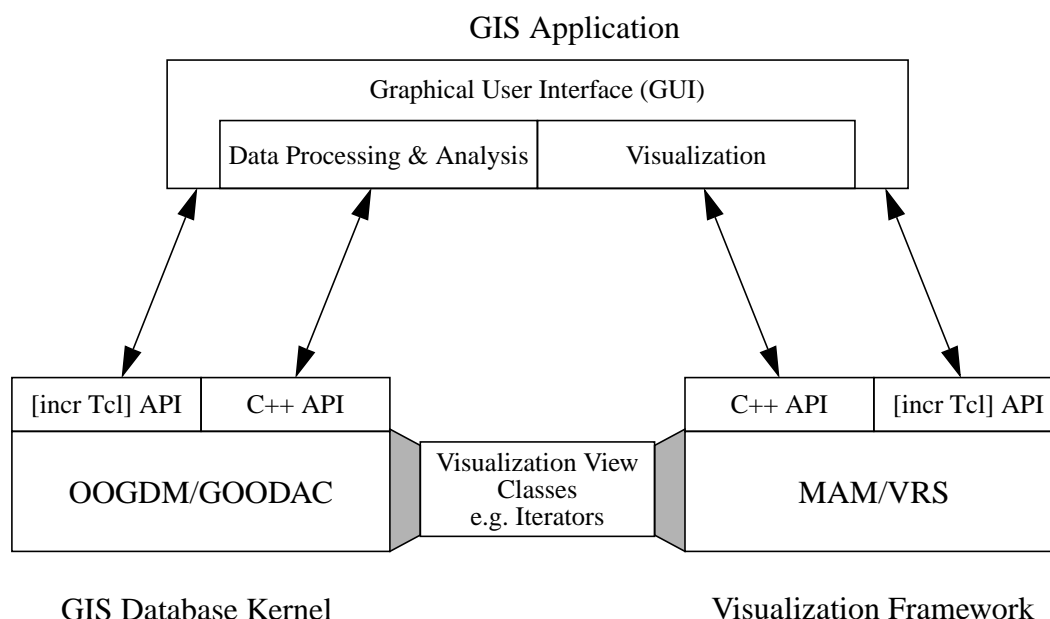 GIS Application
Graphical User Interface (GUI)
Data Processing & Analysis
Visualization
[incr Tcl] API
C++ API
C++ API
[incr Tcl] API
OOGDM/GOODAC
Visualization View
Classes
e.g. Iterators
MAM/VRS
GIS Database Kernel
Visualization Framework